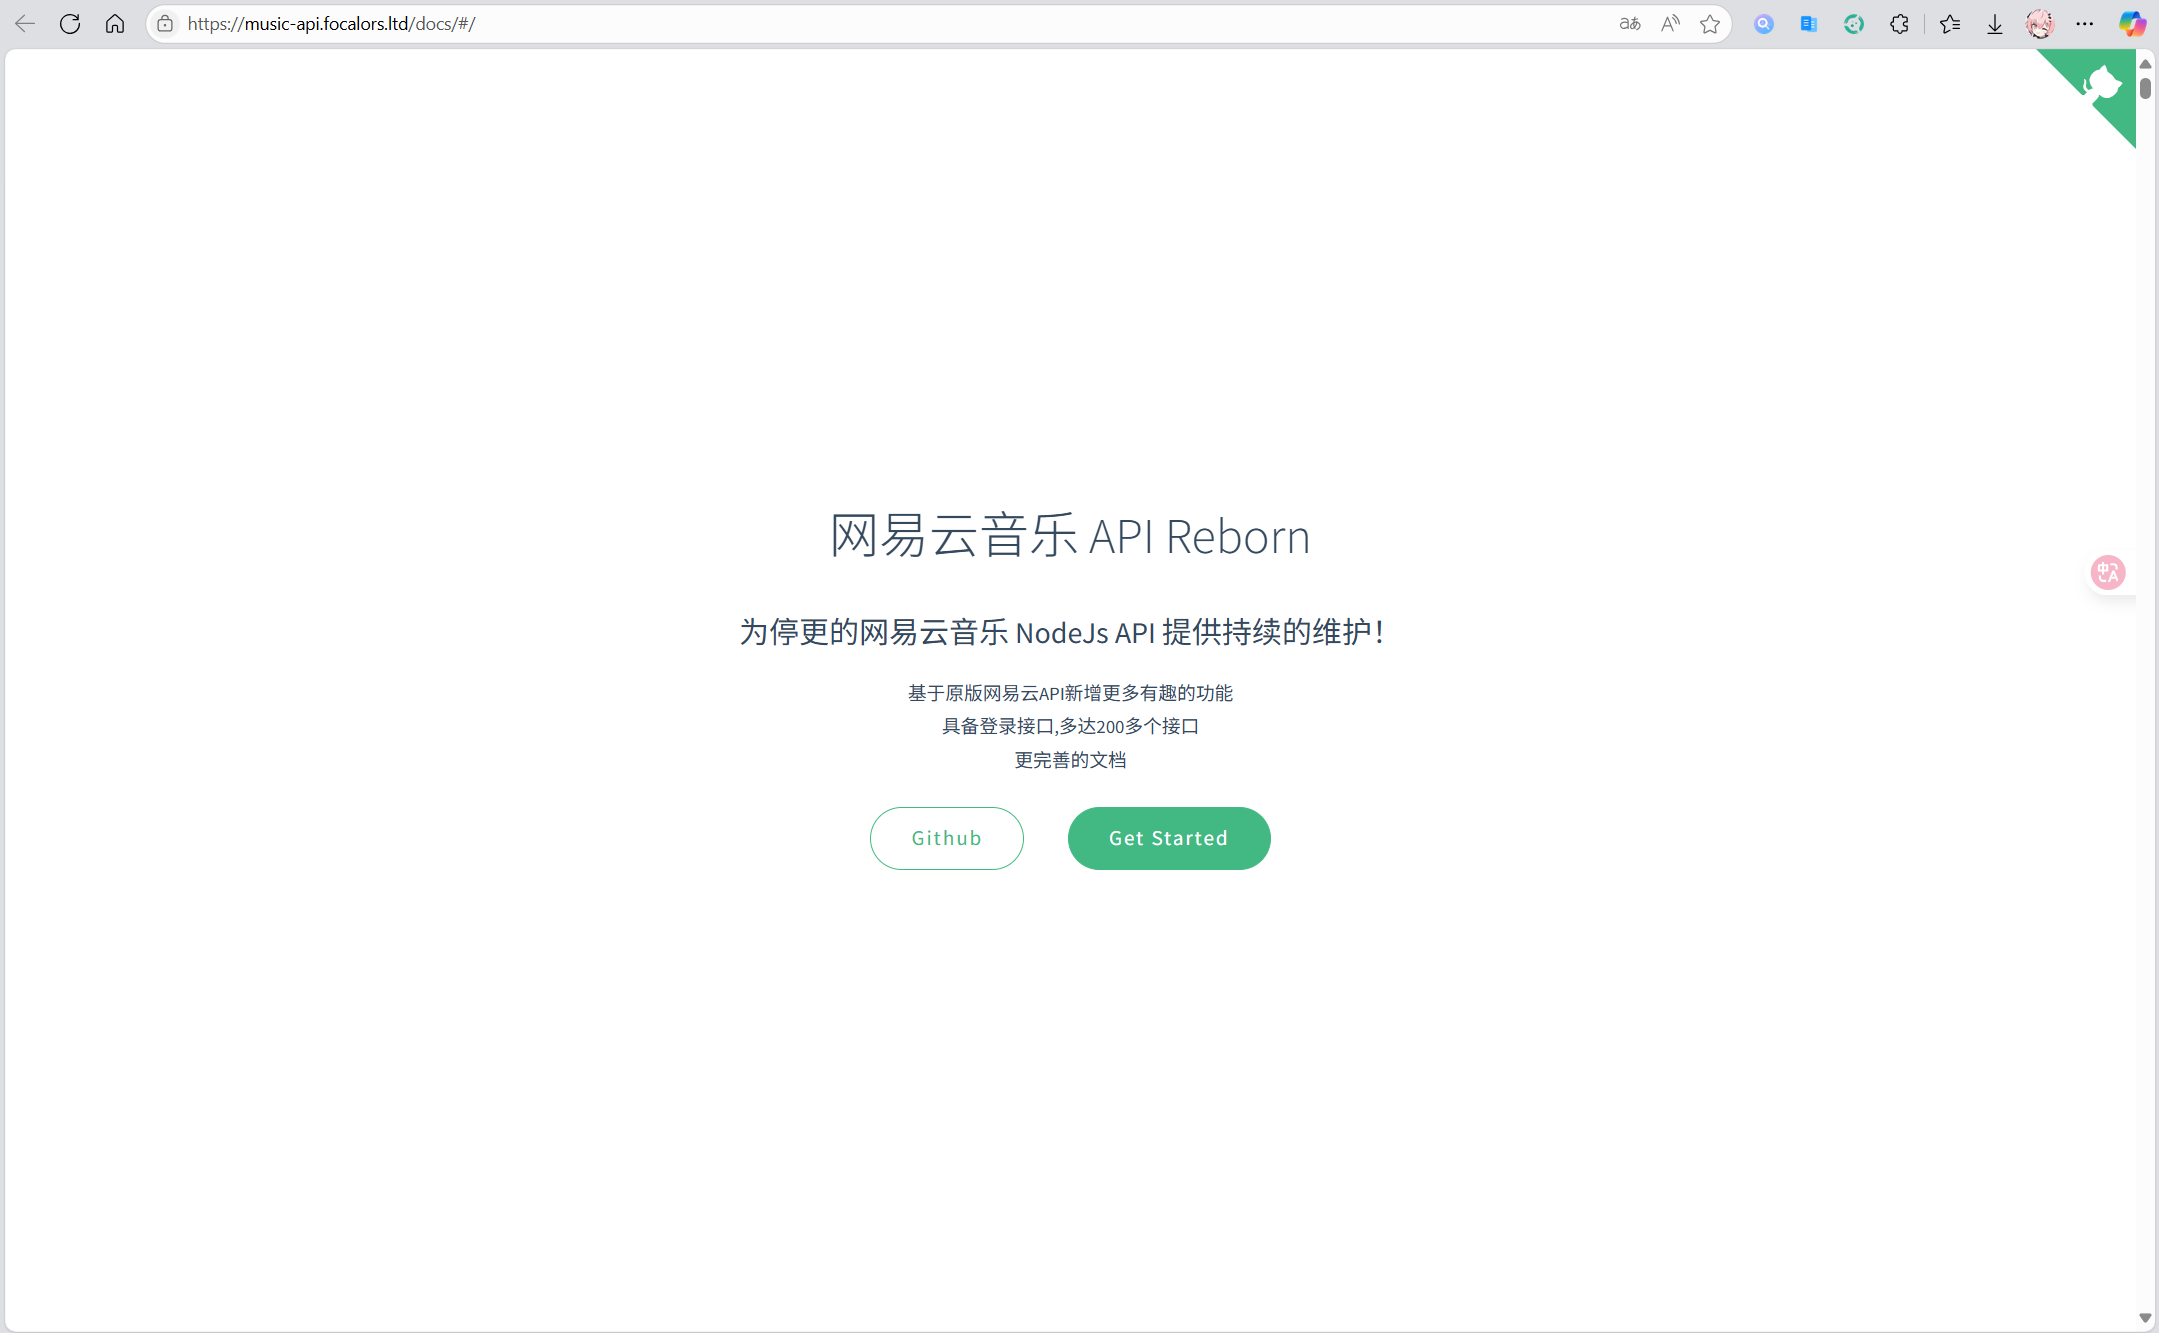 https://music-api.focalors.ltd/docs/#/
网易云音乐 API Reborn
为停更的网易云音乐 NodeJs API 提供持续的维护！
基于原版网易云API新增更多有趣的功能
具备登录接口,多达200多个接口
更完善的文档
Github
Get Started